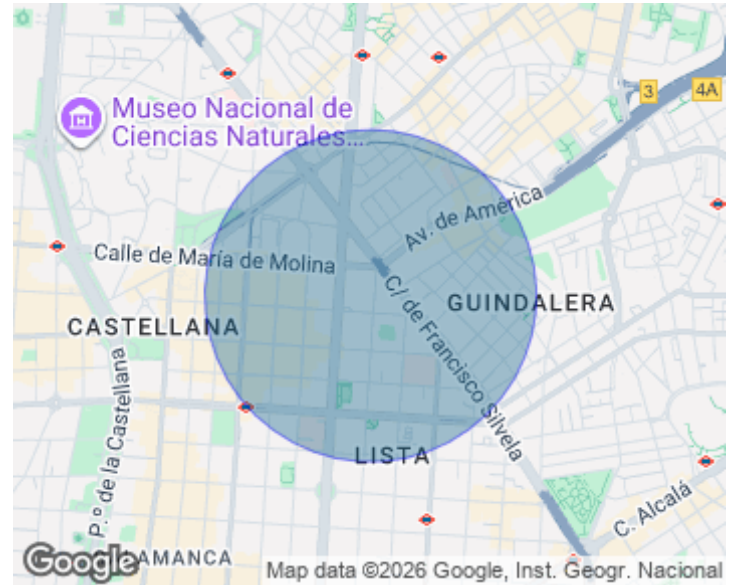 3
4A
Museo Nacional de
Ciencias Naturales...
Av. de América
Calle de María de Molina
C/ de Francisco Silvela
GUINDALERA
CASTELLANA
P.º de la Castellana
LISTA
C. Alcalá
Google
AMANCA
Map data ©2026 Google, Inst. Geogr. Nacional